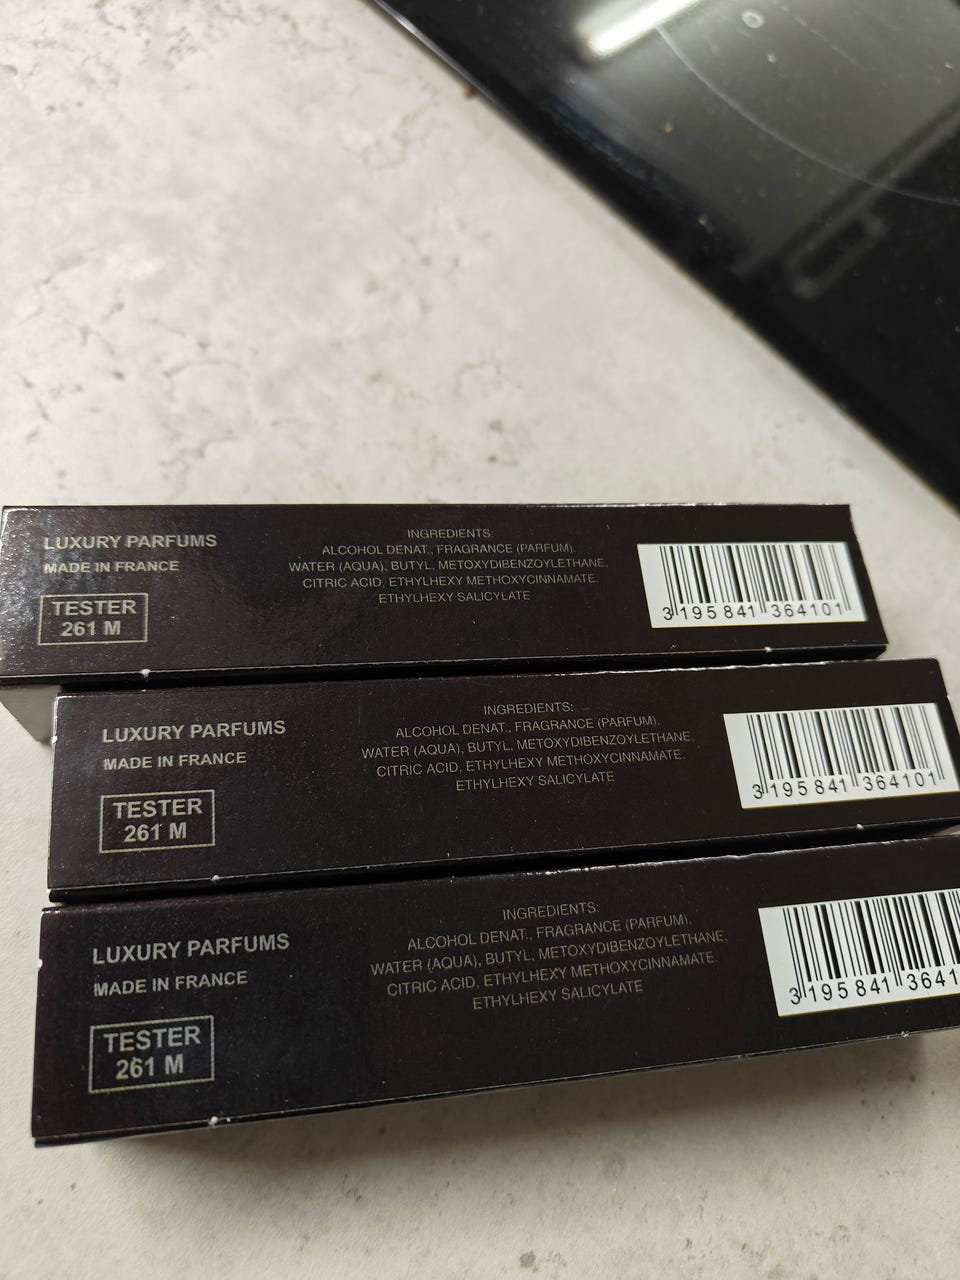 LUXURY PARFUMS
MADE IN FRANCE
TESTER
261 M
INGREDIENTS:
ALCOHOL DENAT., FRAGRANCE (PARFUM),
WATER (AQUA), BUTYL, METOXYDIBENZOYLETHANE,
CITRIC ACID, ETHYLHEXY METHOXYCINNAMATE,
ETHYLHEXY SALICYLATE
3 195841 364101
LUXURY PARFUMS
MADE IN FRANCE
TESTER
261 M
INGREDIENTS:
ALCOHOL DENAT., FRAGRANCE (PARFUM),
WATER (AQUA), BUTYL, METOXYDIBENZOYLETHANE,
CITRIC ACID, ETHYLHEXY METHOXYCINNAMATE,
ETHYLHEXY SALICYLATE
3 195841 364101
LUXURY PARFUMS
MADE IN FRANCE
TESTER
261 M
INGREDIENTS:
ALCOHOL DENAT., FRAGRANCE (PARFUM),
WATER (AQUA), BUTYL, METOXYDIBENZOYLETHANE,
CITRIC ACID, ETHYLHEXY METHOXYCINNAMATE,
ETHYLHEXY SALICYLATE
3 195841 3641